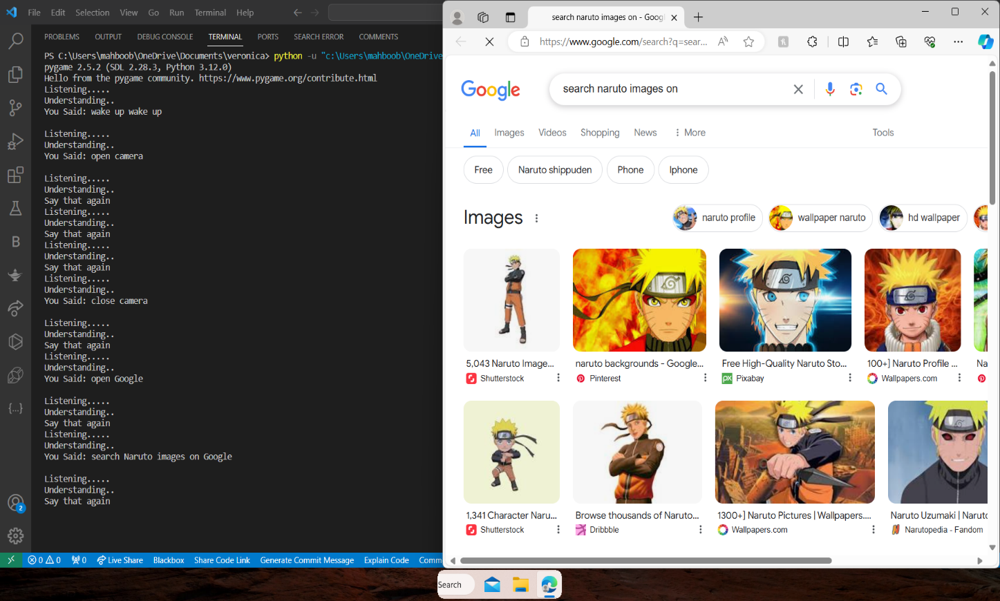 File Edit Selection View Go Run Terminal Help
PROBLEMS OUTPUT DEBUG CONSOLE TERMINAL PORTS SEARCH ERROR COMMENTS
PS C:\Users\mahboob\OneDrive\Documents\veronica> python -u "c:\Users\mahboob\OneDrive
pygame 2.5.2 (SDL 2.28.3, Python 3.12.0)
Hello from the pygame community. https://www.pygame.org/contribute.html
Listening.....
Understanding..
You Said: wake up wake up
Listening.....
Understanding..
You Said: open camera
Listening.....
Understanding..
Say that again
Listening.....
Understanding..
Say that again
Listening.....
Understanding..
Say that again
Listening.....
Understanding..
You Said: close camera
Listening.....
Understanding..
Say that again
Listening.....
Understanding..
You Said: open Google
Listening.....
Understanding..
Say that again
Listening.....
Understanding..
You Said: search Naruto images on Google
Listening.....
Understanding..
Say that again
B
{...}
2
0 0 0 Live Share Blackbox Share Code Link Generate Commit Message Explain Code Comm
search naruto images on - Goog
https://www.google.com/search?q=sear...
Google
search naruto images on
All Images Videos Shopping News More Tools
Free Naruto shippuden Phone Iphone
Images
naruto profile wallpaper naruto hd wallpaper
5,043 Naruto Image... naruto backgrounds - Google... Free High-Quality Naruto Sto... 100+] Naruto Profile ... Na
Shutterstock Pinterest px Pixabay Wallpapers.com
1,341 Character Naru... Browse thousands of Naruto... 1300+] Naruto Pictures | Wallpapers.... Naruto Uzumaki | Naruto
Shutterstock Dribbble Wallpapers.com Narutopedia - Fandom
Search